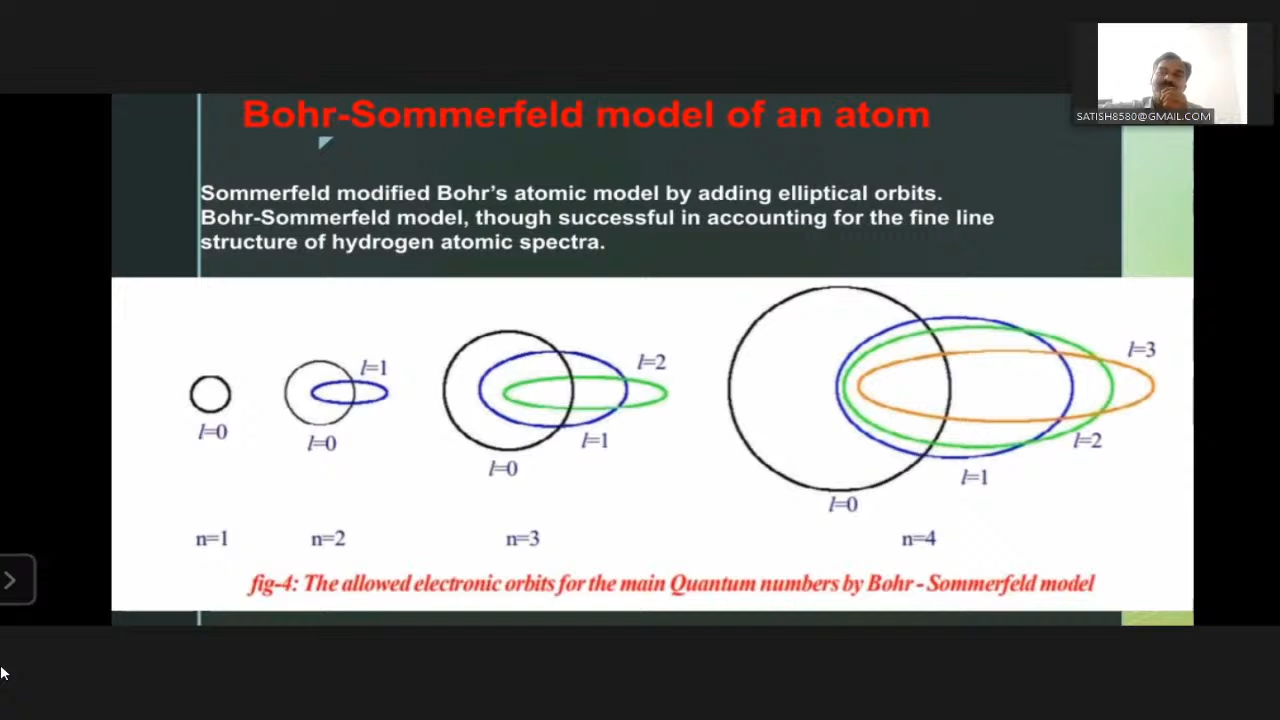 SATISH8580@GMAIL.COM
Bohr-Sommerfeld model of an atom
Sommerfeld modified Bohr's atomic model by adding elliptical orbits.
Bohr-Sommerfeld model, though successful in accounting for the fine line
structure of hydrogen atomic spectra.
l=0
n=1
l=1
l=0
n=2
l=2
l=1
l=0
n=3
l=3
l=2
l=1
l=0
n=4
fig-4: The allowed electronic orbits for the main Quantum numbers by Bohr - Sommerfeld model